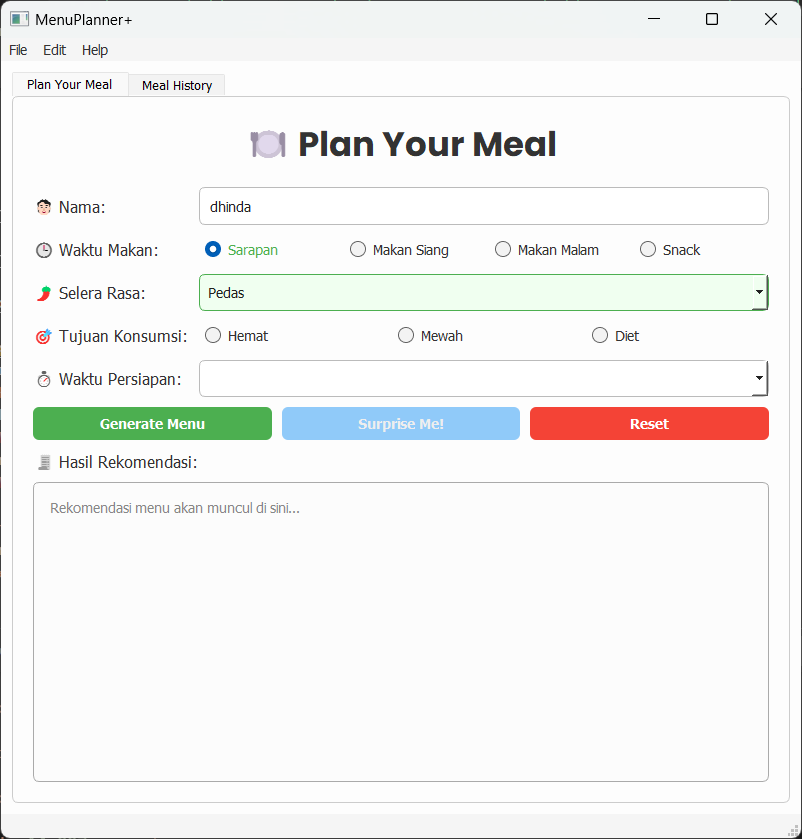 MenuPlanner+
File Edit Help
Plan Your Meal Meal History
Plan Your Meal
Nama: dhinda
Waktu Makan: Sarapan Makan Siang Makan Malam Snack
Selera Rasa: Pedas
Tujuan Konsumsi: Hemat Mewah Diet
Waktu Persiapan:
Generate Menu Surprise Me! Reset
Hasil Rekomendasi:
Rekomendasi menu akan muncul di sini...